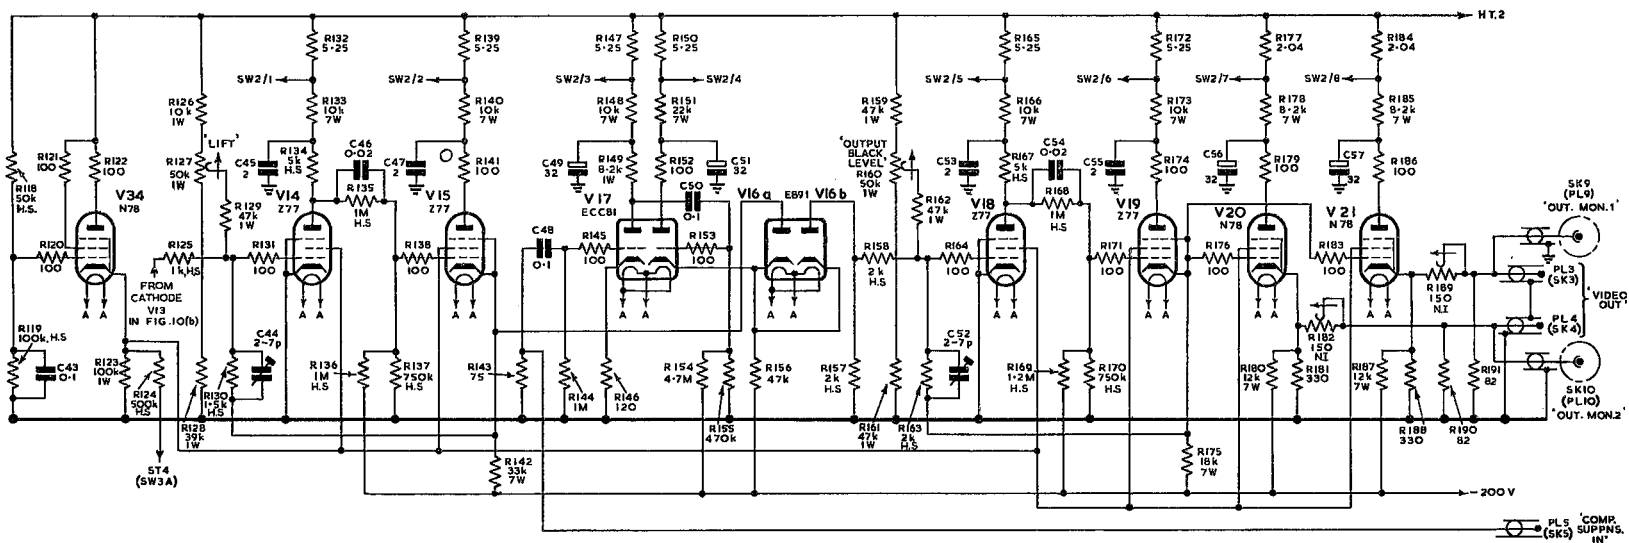 HT.2
R132
5·25
R139
5·25
R147
5·25
R150
5·25
R165
5·25
R172
5·25
R177
2·04
R184
2·04
SW2/1
SW2/2
SW2/3
SW2/4
SW2/5
SW2/6
SW2/7
SW2/8
R126
10k
1W
R133
10k
7W
R140
10k
7W
R148
10k
7W
R151
22k
7W
R159
47k
1W
R166
10k
7W
R173
10k
7W
R178
8·2k
7W
R185
8·2k
7W
R118
50k
H.S.
R121
100
R122
100
R127
50k
1W
'LIFT'
C45
2
R134
5k
H.S
C46
0·02
C47
2
R141
100
C49
32
R149
8·2k
1W
R152
100
C51
32
'OUTPUT
BLACK
LEVEL'
R160
50k
1W
C53
2
R167
5k
H.S
C54
0·02
C55
2
R174
100
C56
32
R179
100
C57
32
R186
100
V34
N78
R129
47k
1W
V14
Z77
R135
1M
H.S
V15
Z77
V17
ECC81
C50
0·1
V16a
EB91
V16b
R162
47k
1W
V18
Z77
R168
1M
H.S
V19
Z77
V20
N78
V21
N78
SK9
(PL9)
'OUT. MON.1'
R120
100
R125
1k,H.S
R131
100
R138
100
C48
0·1
R145
100
R153
100
R158
2k
H.S
R164
100
R171
100
R176
100
R183
100
A A
A A
A A
A A
A A
A A
A A
A A
A A
FROM
CATHODE
V13
IN FIG.10(b)
R189
150
N.I
PL3
(SK3)
'VIDEO
OUT'
PL4
(SK4)
R182
150
N.I
R119
100k,H.S
C43
0·1
R123
100k
1W
R124
500k
H.S
R128
39k
1W
R130
1·5k
H.S
C44
2-7p
R136
1M
H.S
R137
750k
H.S
R143
75
R144
1M
R146
120
R154
4·7M
R155
470k
R156
47k
R157
2k
H.S
R161
47k
1W
R163
2k
H.S
C52
2-7p
R169
1·2M
H.S
R170
750k
H.S
R180
12k
7W
R181
330
R187
12k
7W
R188
330
R190
82
R191
82
SK10
(PL10)
'OUT. MON.2'
ST4
(SW3A)
R142
33k
7W
R175
18k
7W
-200V
PL5
(SK5)
'COMP.
SUPPNS.
IN'